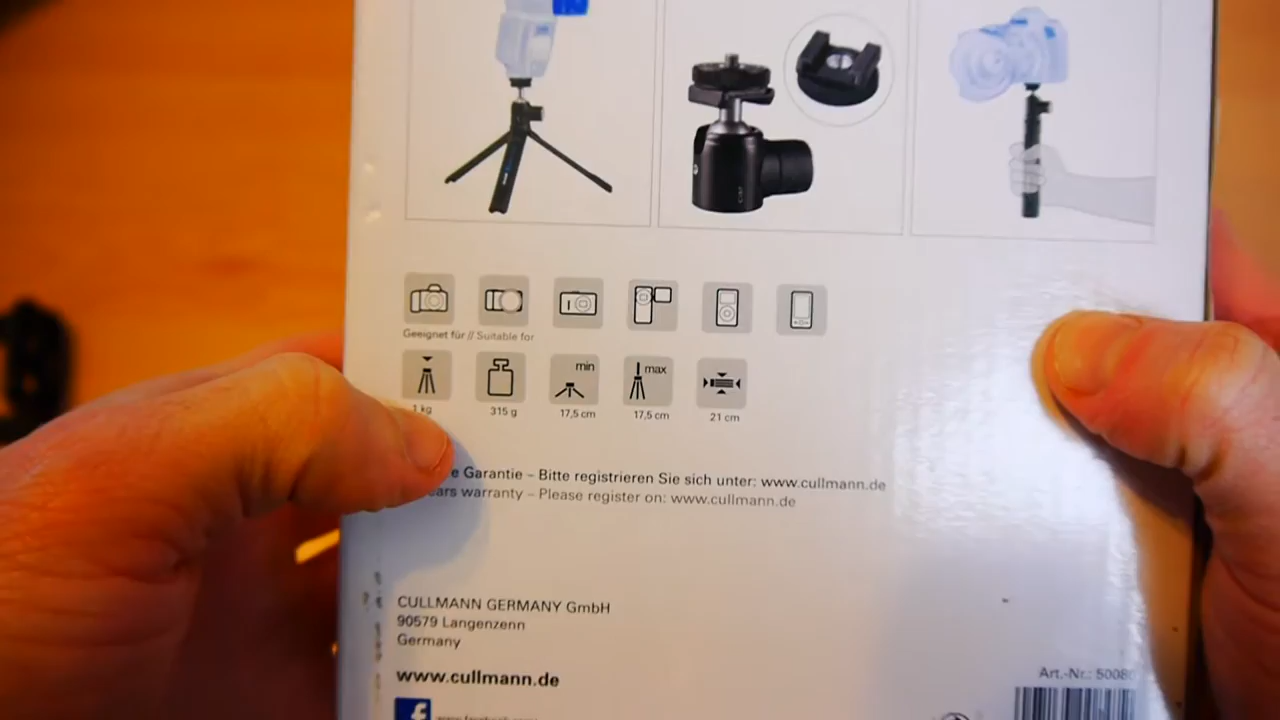 Geeignet für // Suitable for
min
max
1 kg
315 g
17,5 cm
17,5 cm
21 cm
Garantie – Bitte registrieren Sie sich unter: www.cullmann.de
warranty – Please register on: www.cullmann.de
CULLMANN GERMANY GmbH
90579 Langenzenn
Germany
www.cullmann.de
Art.-Nr.: 5008
f